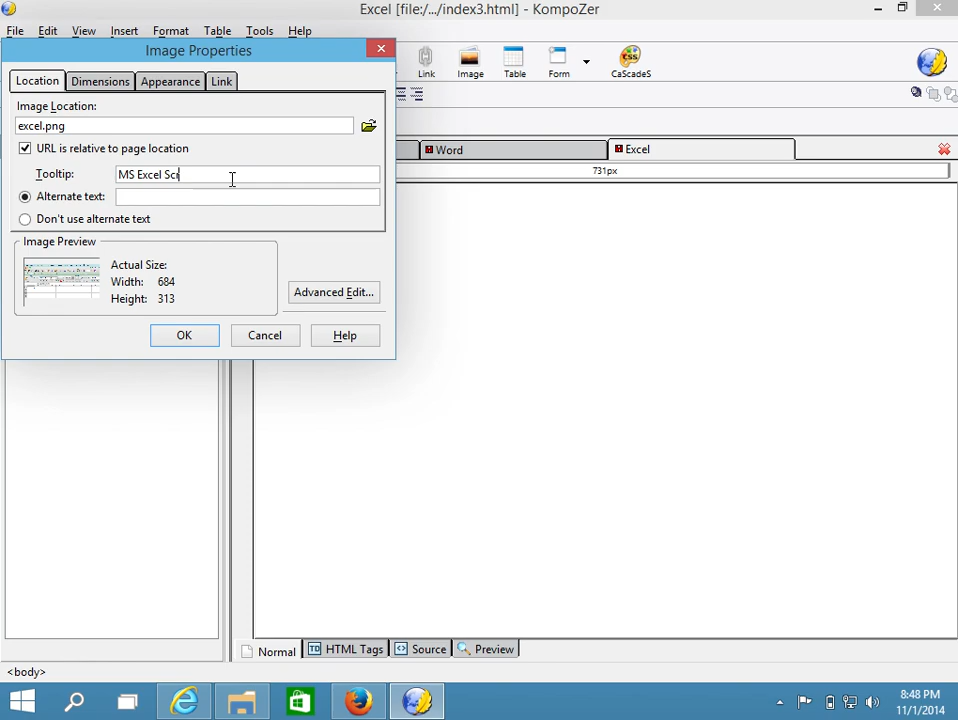 Excel [file:/.../index3.html] - KompoZer
File Edit View Insert Format Table Tools Help
Image Properties
Link Image Table Form CaScadeS
Location Dimensions Appearance Link
Image Location:
excel.png
URL is relative to page location
Word Excel
731px
Tooltip: MS Excel Scr
Alternate text:
Don't use alternate text
Image Preview
Actual Size:
Width: 684
Height: 313
Advanced Edit...
OK Cancel Help
Normal HTML Tags Source Preview
<body>
8:48 PM
11/1/2014